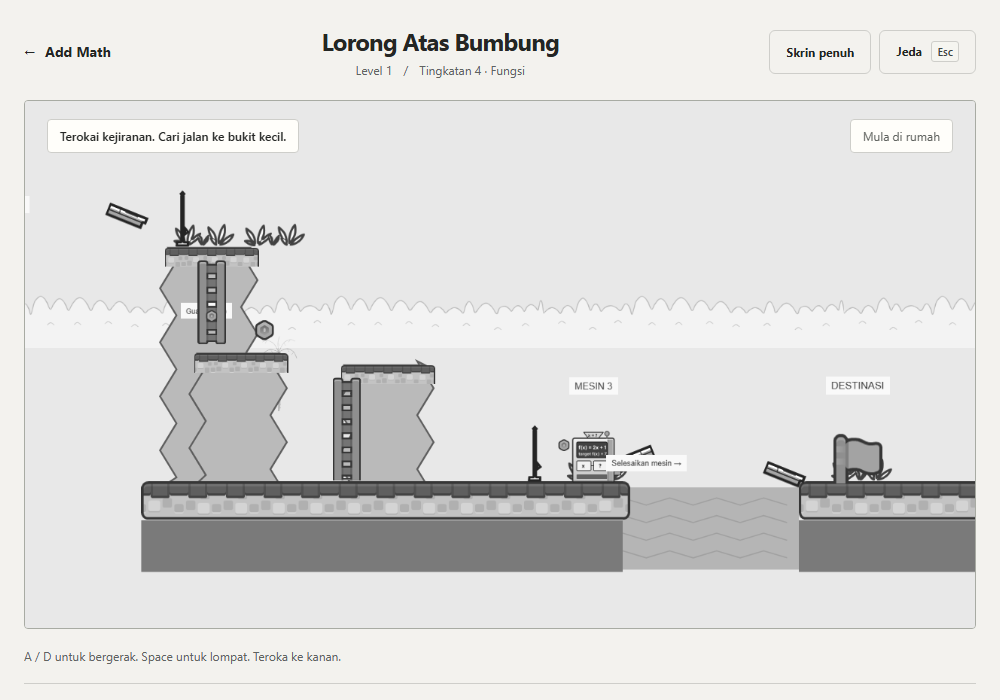 ← Add Math
Lorong Atas Bumbung
Level 1 / Tingkatan 4 · Fungsi
Skrin penuh
Jeda Esc
Terokai kejiranan. Cari jalan ke bukit kecil.
Mula di rumah
MESIN 3
DESTINASI
Selesaikan mesin →
A / D untuk bergerak. Space untuk lompat. Teroka ke kanan.